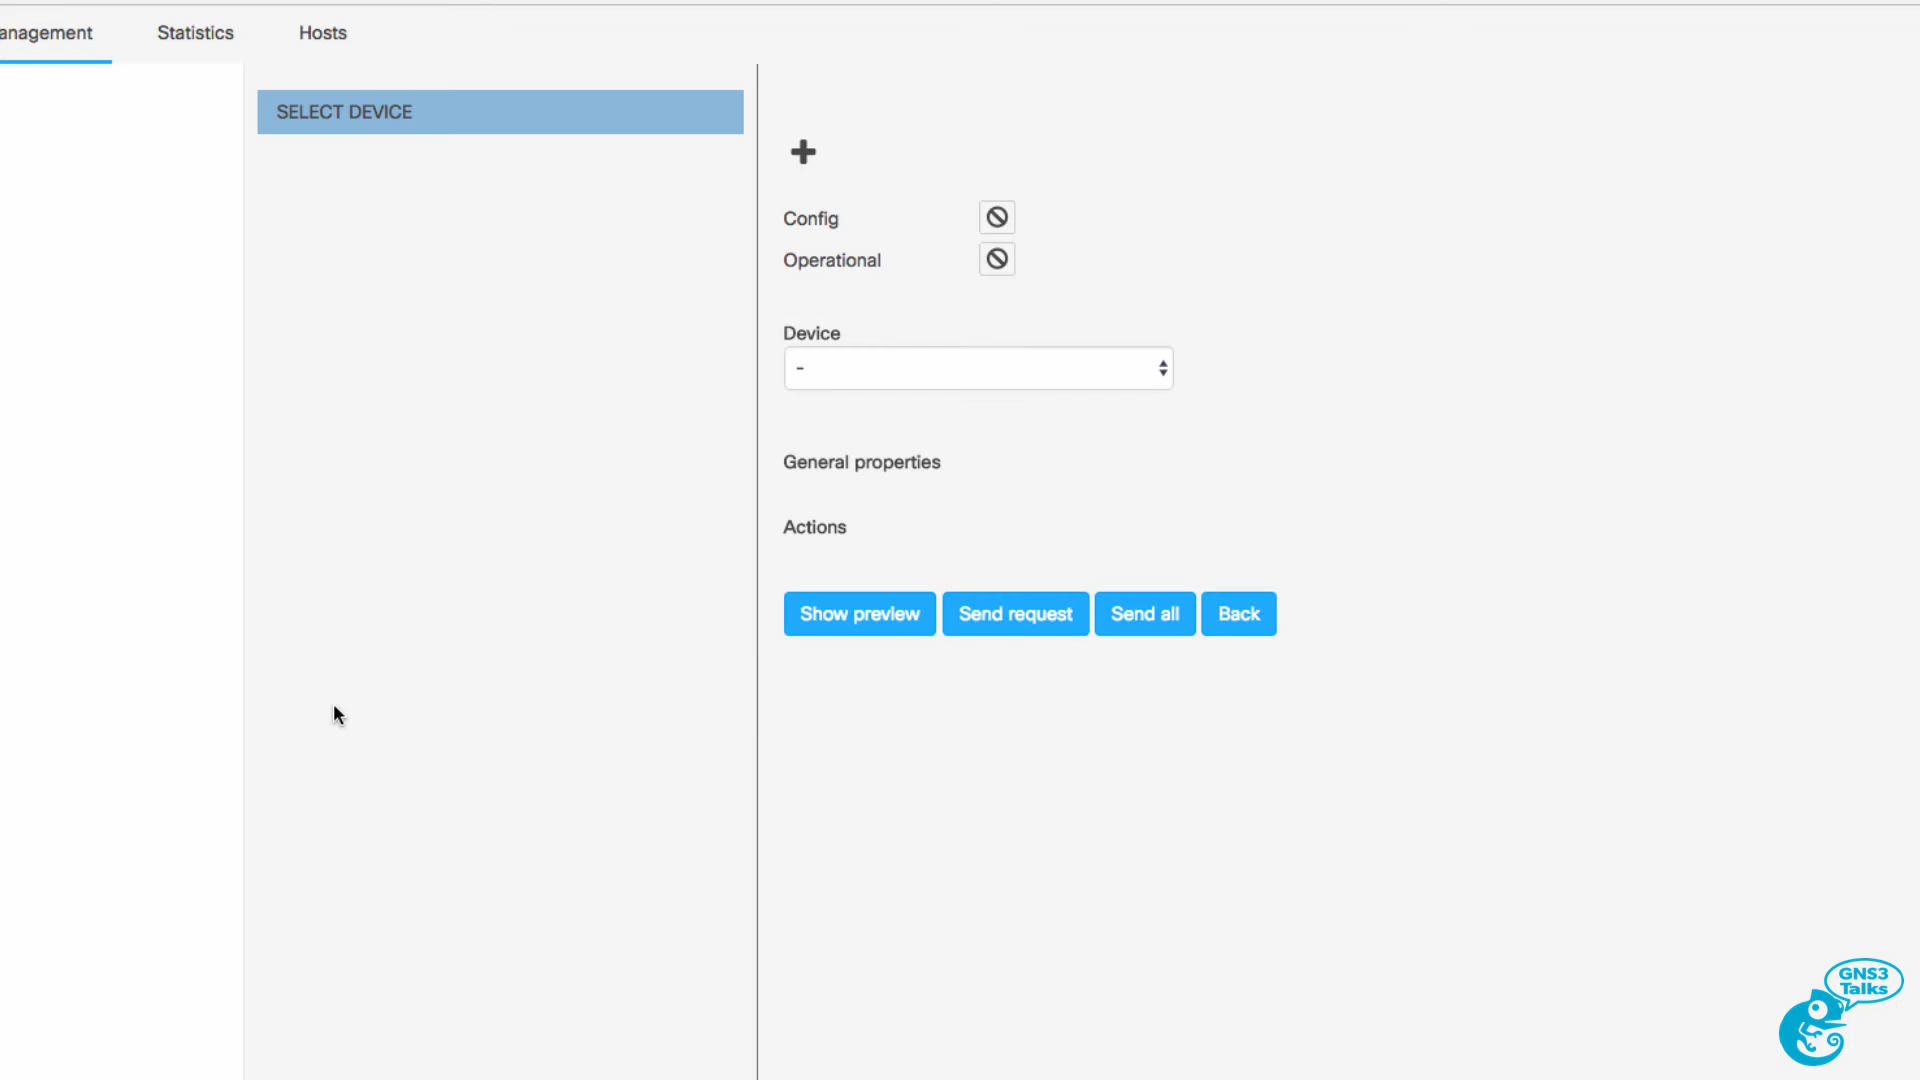 anagement Statistics Hosts
SELECT DEVICE
Config
Operational
Device
-
General properties
Actions
Show preview Send request Send all Back
GNS3
Talks